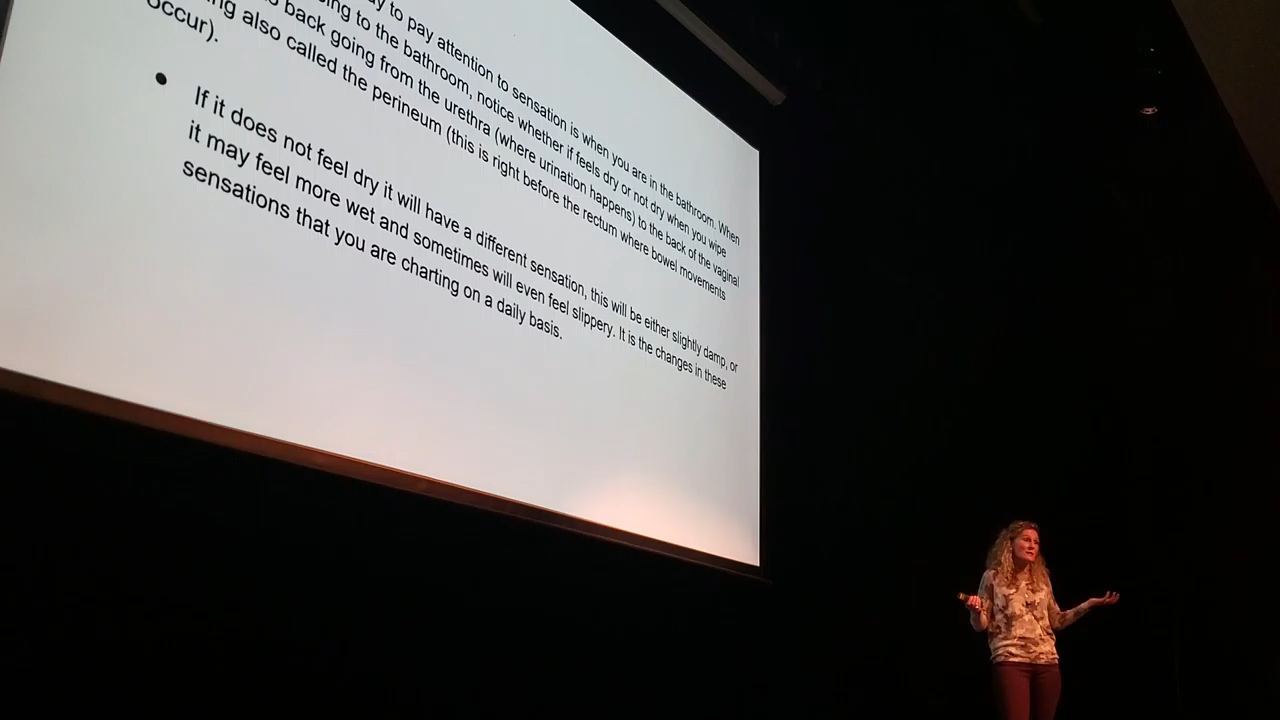 to pay attention to sensation is when you are in the bathroom. When
to the bathroom, notice whether if feels dry or not dry when you wipe
back going from the urethra (where urination happens) to the back of the vaginal
also called the perineum (this is right before the rectum where bowel movements
occur).
• If it does not feel dry it will have a different sensation, this will be either slightly damp, or
it may feel more wet and sometimes will even feel slippery. It is the changes in these
sensations that you are charting on a daily basis.